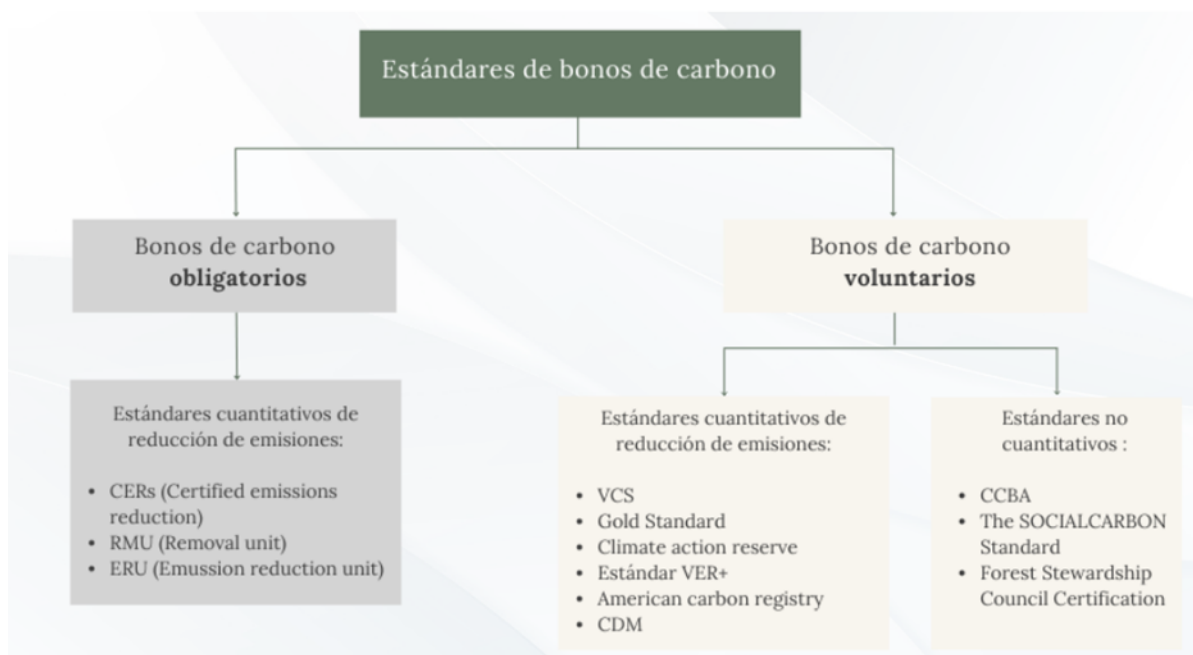 Estándares de bonos de carbono
Bonos de carbono
obligatorios
Bonos de carbono
voluntarios
Estándares cuantitativos de
reducción de emisiones:
• CERs (Certified emissions
reduction)
• RMU (Removal unit)
• ERU (Emussion reduction unit)
Estándares cuantitativos de
reducción de emisiones:
• VCS
• Gold Standard
• Climate action reserve
• Estándar VER+
• American carbon registry
• CDM
Estándares no
cuantitativos :
• CCBA
• The SOCIALCARBON
Standard
• Forest Stewardship
Council Certification